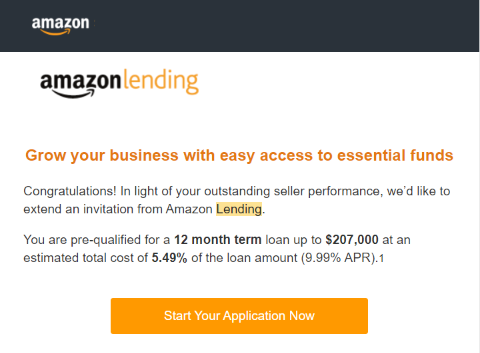 amazon
amazonlending
Grow your business with easy access to essential funds
Congratulations! In light of your outstanding seller performance, we'd like to
extend an invitation from Amazon Lending.
You are pre-qualified for a 12 month term loan up to $207,000 at an
estimated total cost of 5.49% of the loan amount (9.99% APR).1
Start Your Application Now